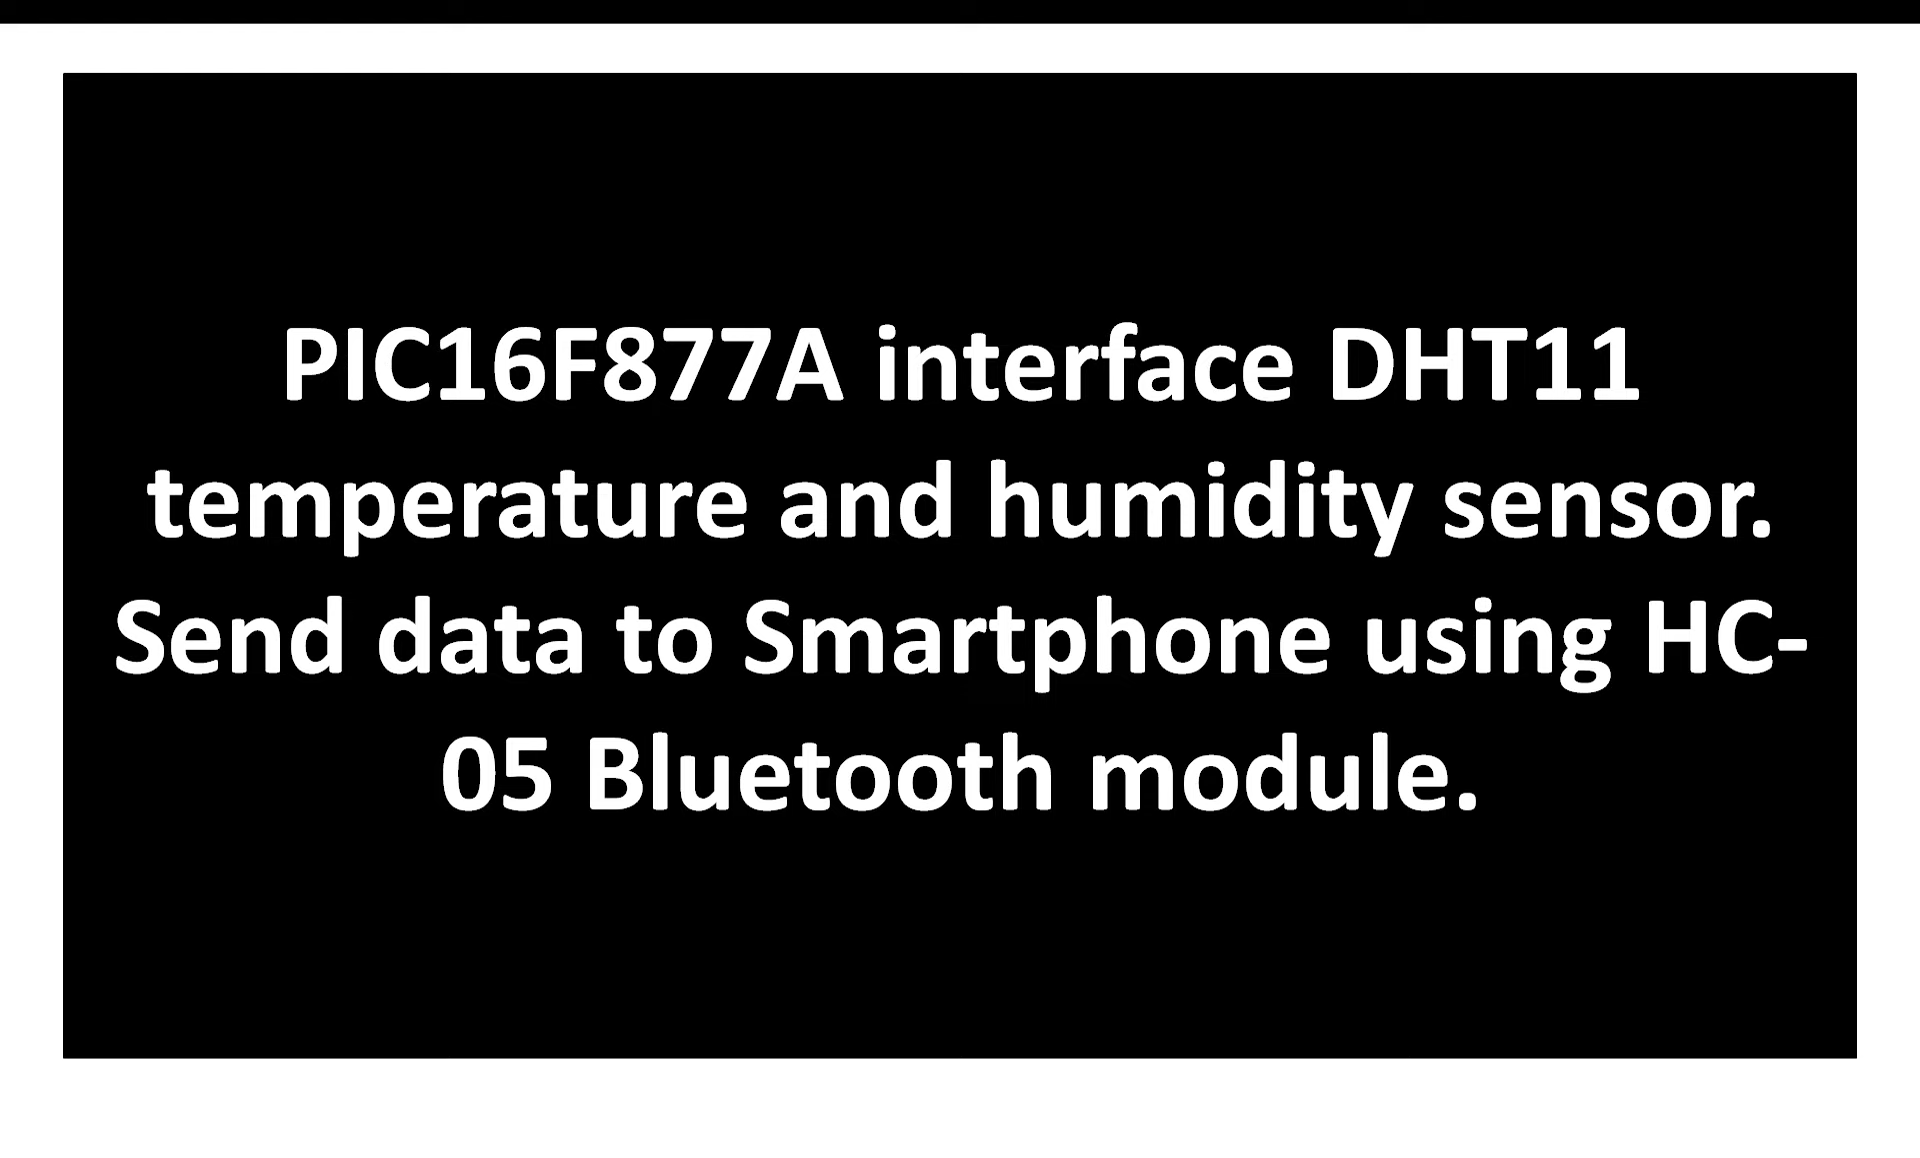 PIC16F877A interface DHT11
temperature and humidity sensor.
Send data to Smartphone using HC-
05 Bluetooth module.